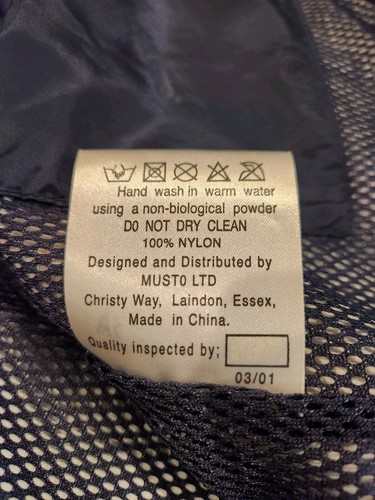 Hand wash in warm water
using a non-biological powder
DO NOT DRY CLEAN
100% NYLON
Designed and Distributed by
MUSTO LTD
Christy Way, Laindon, Essex,
Made in China.
Quality inspected by;
03/01